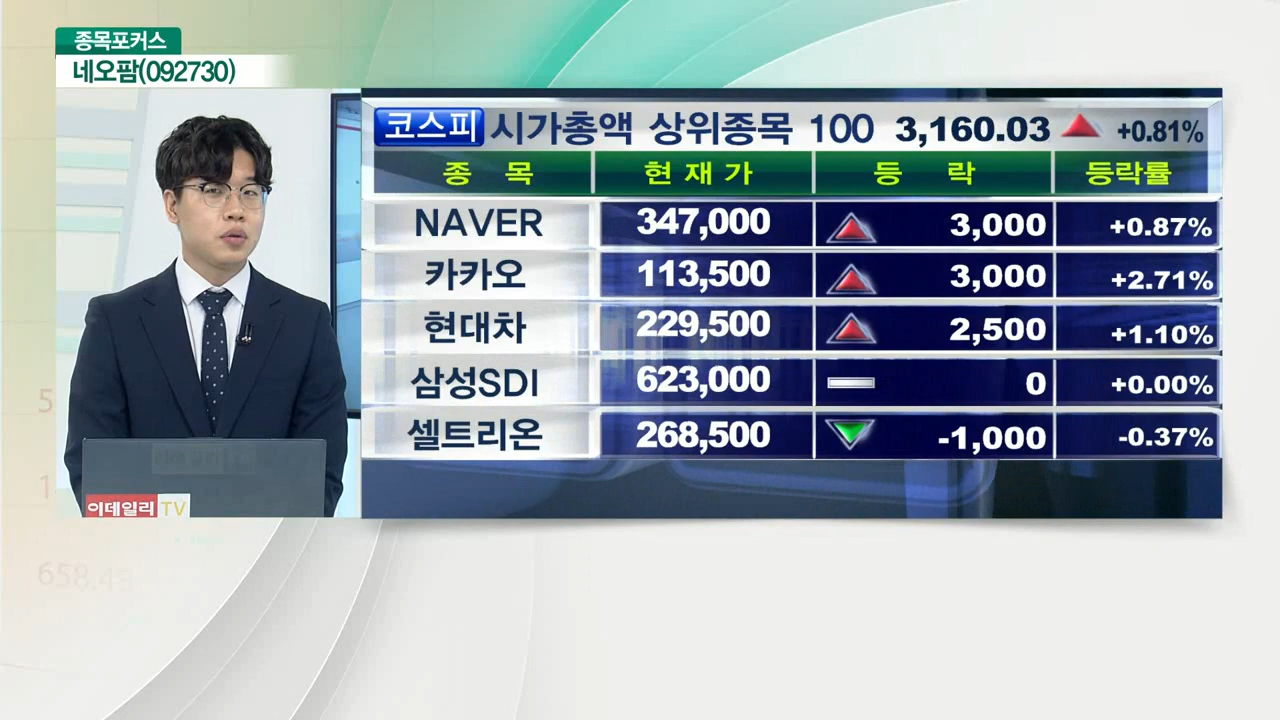 종목포커스
네오팜(092730)
코스피 시가총액 상위종목 100 3,160.03 +0.81%
종 목 현재가 등 락 등락률
NAVER 347,000 3,000 +0.87%
카카오 113,500 3,000 +2.71%
현대차 229,500 2,500 +1.10%
삼성SDI 623,000 0 +0.00%
셀트리온 268,500 -1,000 -0.37%
이데일리 TV